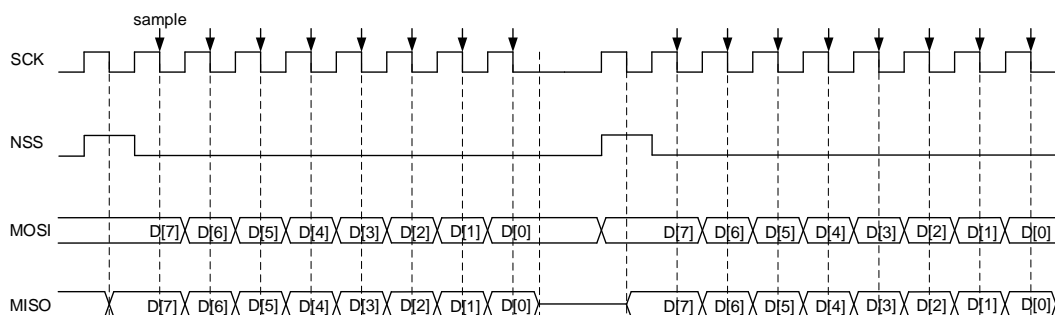 sample
SCK
NSS
MOSI D[7] D[6] D[5] D[4] D[3] D[2] D[1] D[0] D[7] D[6] D[5] D[4] D[3] D[2] D[1] D[0]
MISO D[7] D[6] D[5] D[4] D[3] D[2] D[1] D[0] D[7] D[6] D[5] D[4] D[3] D[2] D[1] D[0]